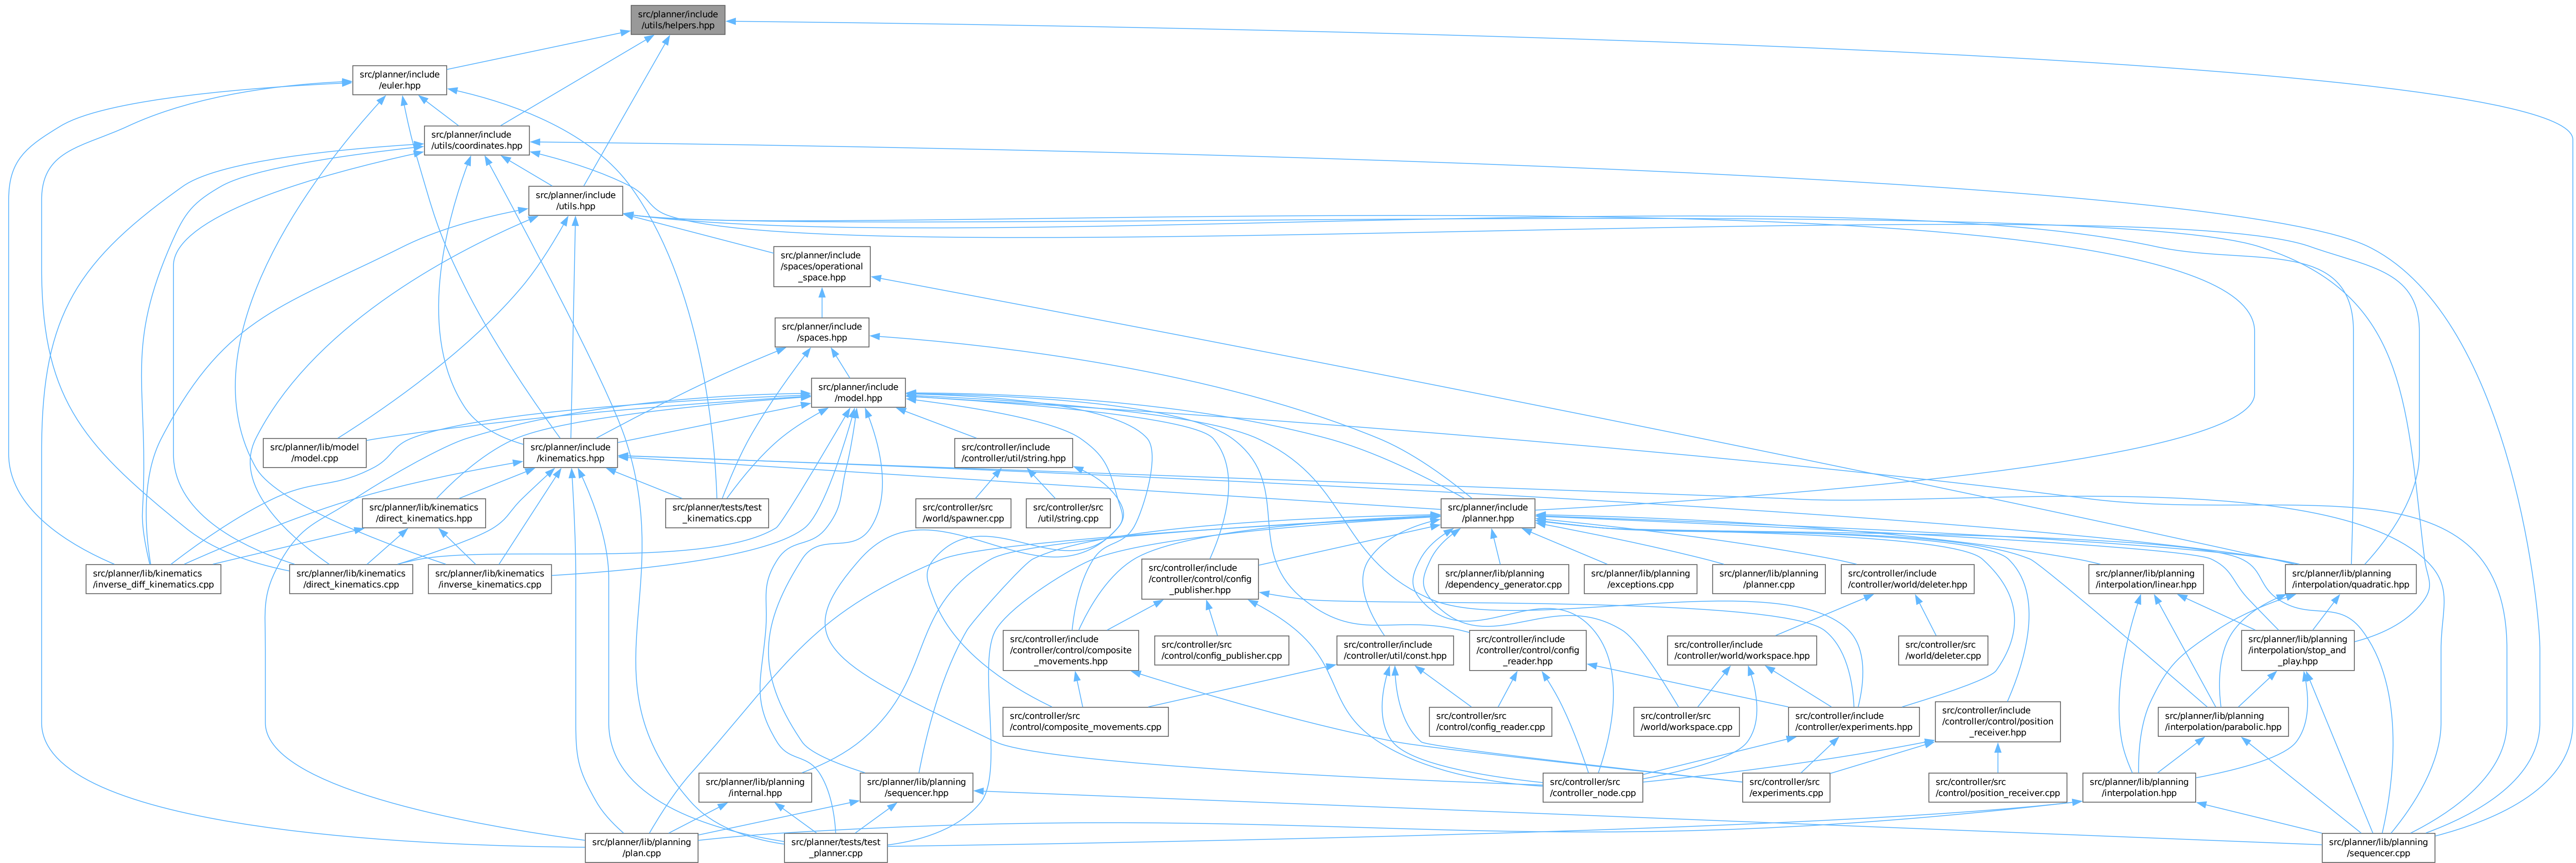 src/planner/include
/utils/helpers.hpp
src/planner/include
/euler.hpp
src/planner/include
/utils/coordinates.hpp
src/planner/include
/utils.hpp
src/planner/include
/spaces/operational
_space.hpp
src/planner/include
/spaces.hpp
src/planner/include
/model.hpp
src/planner/lib/model
/model.cpp
src/planner/include
/kinematics.hpp
src/controller/include
/controller/util/string.hpp
src/planner/lib/kinematics
/direct_kinematics.hpp
src/planner/tests/test
_kinematics.cpp
src/controller/src
/world/spawner.cpp
src/controller/src
/util/string.cpp
src/planner/include
/planner.hpp
src/planner/lib/kinematics
/inverse_diff_kinematics.cpp
src/planner/lib/kinematics
/direct_kinematics.cpp
src/planner/lib/kinematics
/inverse_kinematics.cpp
src/controller/include
/controller/control/config
_publisher.hpp
src/planner/lib/planning
/dependency_generator.cpp
src/planner/lib/planning
/exceptions.cpp
src/planner/lib/planning
/planner.cpp
src/controller/include
/controller/world/deleter.hpp
src/planner/lib/planning
/interpolation/linear.hpp
src/planner/lib/planning
/interpolation/quadratic.hpp
src/controller/include
/controller/control/composite
_movements.hpp
src/controller/src
/control/config_publisher.cpp
src/controller/include
/controller/util/const.hpp
src/controller/include
/controller/control/config
_reader.hpp
src/controller/include
/controller/world/workspace.hpp
src/controller/src
/world/deleter.cpp
src/planner/lib/planning
/interpolation/stop_and
_play.hpp
src/controller/src
/control/composite_movements.cpp
src/controller/src
/control/config_reader.cpp
src/controller/src
/world/workspace.cpp
src/controller/include
/controller/experiments.hpp
src/controller/include
/controller/control/position
_receiver.hpp
src/planner/lib/planning
/interpolation/parabolic.hpp
src/planner/lib/planning
/internal.hpp
src/planner/lib/planning
/sequencer.hpp
src/controller/src
/controller_node.cpp
src/controller/src
/experiments.cpp
src/controller/src
/control/position_receiver.cpp
src/planner/lib/planning
/interpolation.hpp
src/planner/lib/planning
/plan.cpp
src/planner/tests/test
_planner.cpp
src/planner/lib/planning
/sequencer.cpp